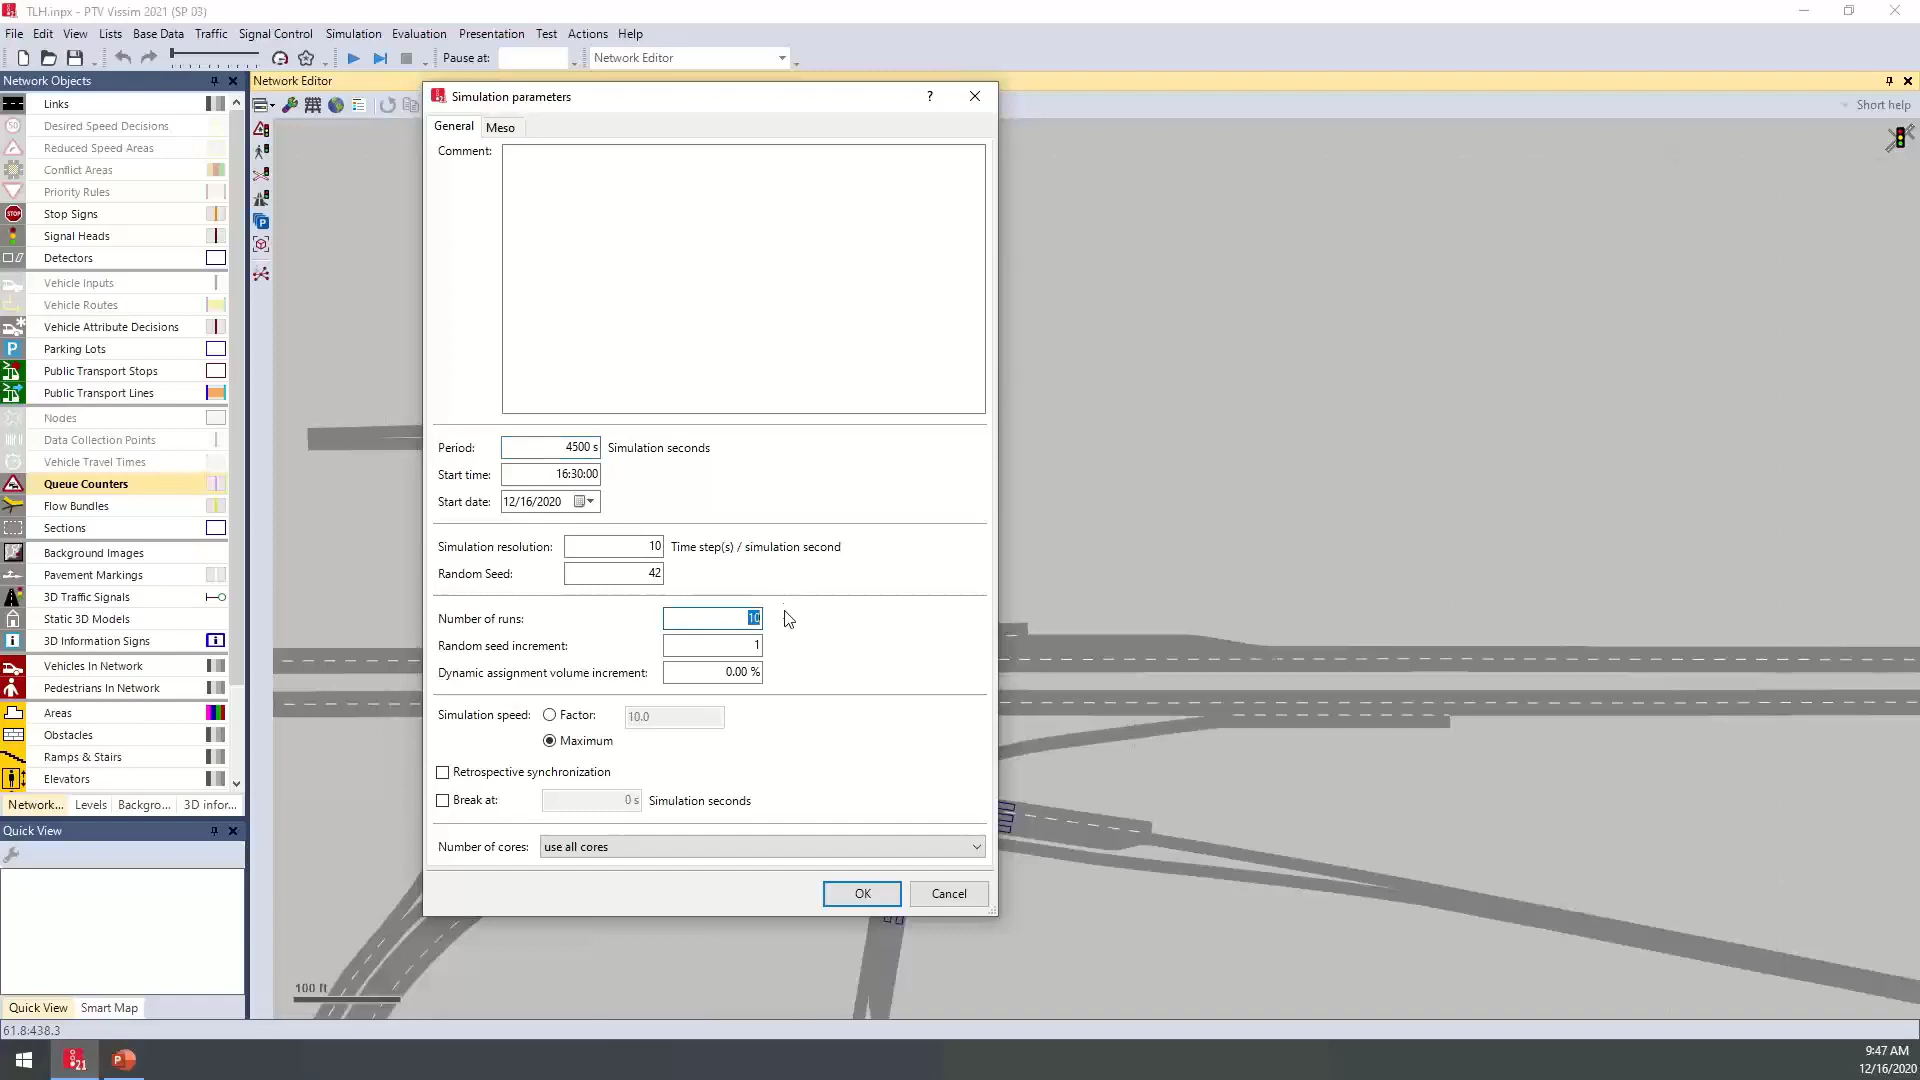 TLH.inpx - PTV Vissim 2021 (SP 03)
File Edit View Lists Base Data Traffic Signal Control Simulation Evaluation Presentation Test Actions Help
Pause at: Network Editor
Network Objects
Network Editor
Short help
Links
50 Desired Speed Decisions
Reduced Speed Areas
Conflict Areas
Priority Rules
STOP Stop Signs
Signal Heads
Detectors
Vehicle Inputs
Vehicle Routes
Vehicle Attribute Decisions
P Parking Lots
Public Transport Stops
Public Transport Lines
Nodes
Data Collection Points
Vehicle Travel Times
Queue Counters
Flow Bundles
Sections
Background Images
Pavement Markings
3D Traffic Signals
Static 3D Models
3D Information Signs
Vehicles In Network
Pedestrians In Network
Areas
Obstacles
Ramps & Stairs
Elevators
Network... Levels Backgro... 3D infor...
Quick View
Quick View Smart Map
61.8:438.3
Simulation parameters
?
General Meso
Comment:
Period: 4500 s Simulation seconds
Start time: 16:30:00
Start date: 12/16/2020
Simulation resolution: 10 Time step(s) / simulation second
Random Seed: 42
Number of runs: 10
Random seed increment: 1
Dynamic assignment volume increment: 0.00 %
Simulation speed: Factor: 10.0
Maximum
Retrospective synchronization
Break at: 0 s Simulation seconds
Number of cores: use all cores
OK Cancel
100 ft
21
P
9:47 AM
12/16/2020